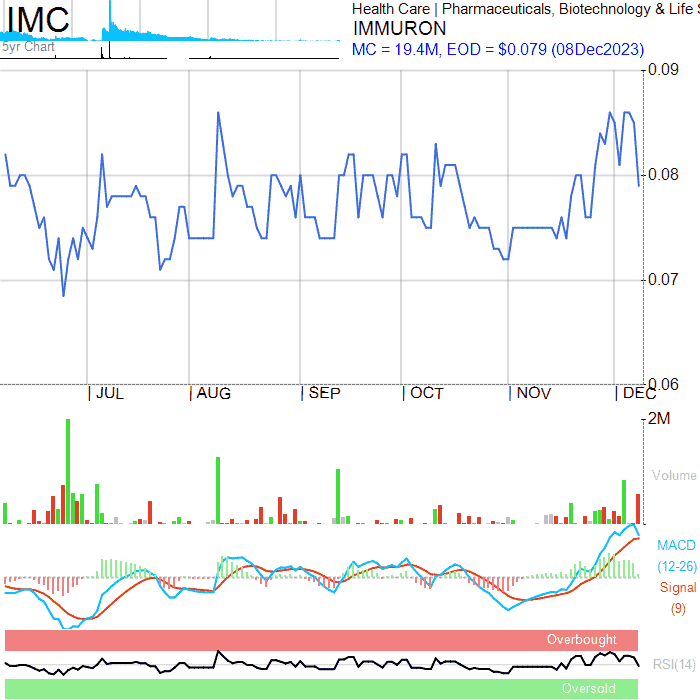 IMC
Health Care | Pharmaceuticals, Biotechnology & Life S
IMMURON
MC = 19.4M, EOD = $0.079 (08Dec2023)
5yr Chart
0.09
0.08
0.07
0.06
JUL AUG SEP OCT NOV DEC
2M
Volume
MACD
(12-26)
Signal
(9)
Overbought
RSI(14)
Oversold